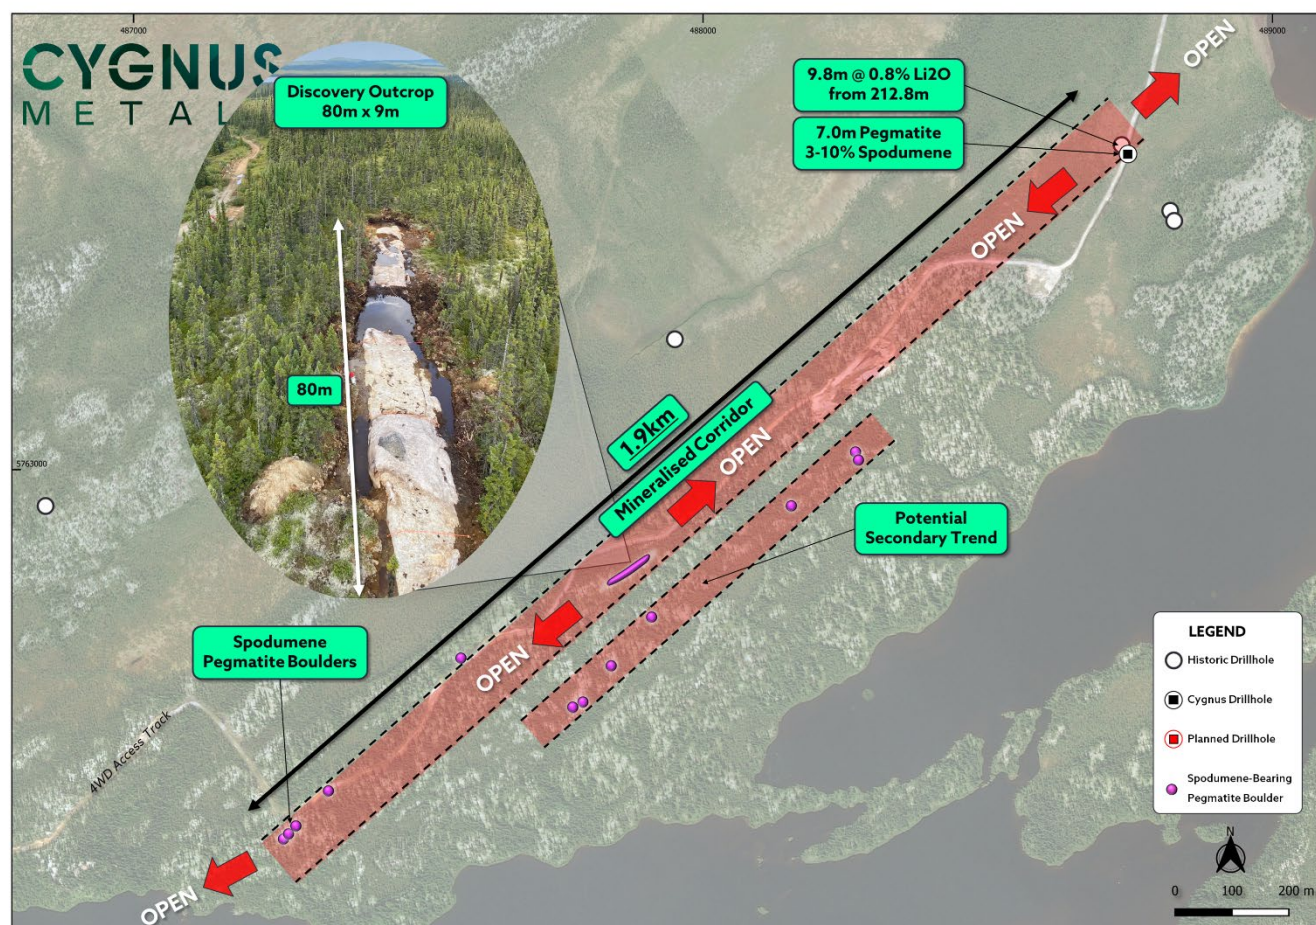 487000
488000
489000
CYGNUS
METAL
Discovery Outcrop
80m x 9m
9.8m @ 0.8% Li2O
from 212.8m
7.0m Pegmatite
3-10% Spodumene
OPEN
OPEN
80m
1.9km
Mineralised Corridor
OPEN
5763000
Potential
Secondary Trend
Spodumene
Pegmatite Boulders
OPEN
4WD Access Track
OPEN
LEGEND
Historic Drillhole
Cygnus Drillhole
Planned Drillhole
Spodumene-Bearing
Pegmatite Boulder
N
0 100 200 m